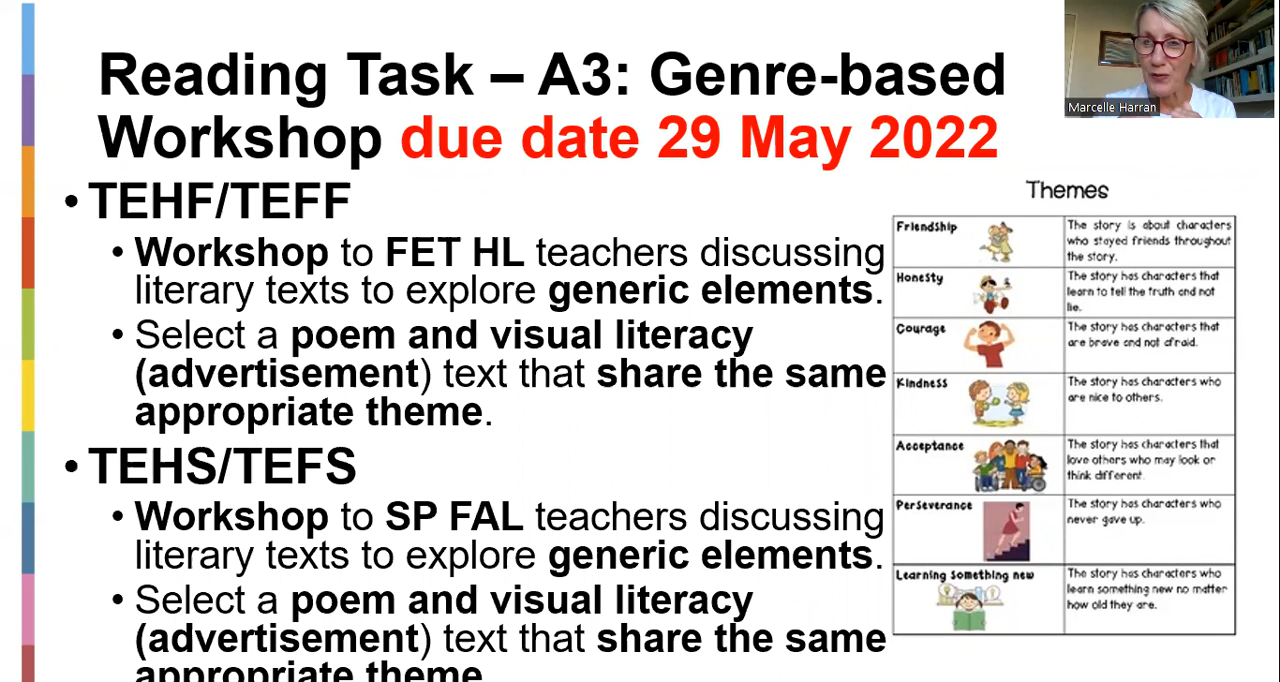 Reading Task – A3: Genre-based
Workshop due date 29 May 2022
• TEHF/TEFF
• Workshop to FET HL teachers discussing
literary texts to explore generic elements.
• Select a poem and visual literacy
(advertisement) text that share the same
appropriate theme.
• TEHS/TEFS
• Workshop to SP FAL teachers discussing
literary texts to explore generic elements.
• Select a poem and visual literacy
(advertisement) text that share the same
appropriate theme.
Marcelle Harran
Themes
Friendship
The story is about characters
who stayed friends throughout
the story.
Honesty
The story has characters that
learn to tell the truth and not
lie.
Courage
The story has characters that
are brave and not afraid.
Kindness
The story has characters who
are nice to others.
Acceptance
The story has characters that
love others who may look or
think different.
Perseverance
The story has characters who
never gave up.
Learning something new
The story has characters who
learn something new no matter
how old they are.